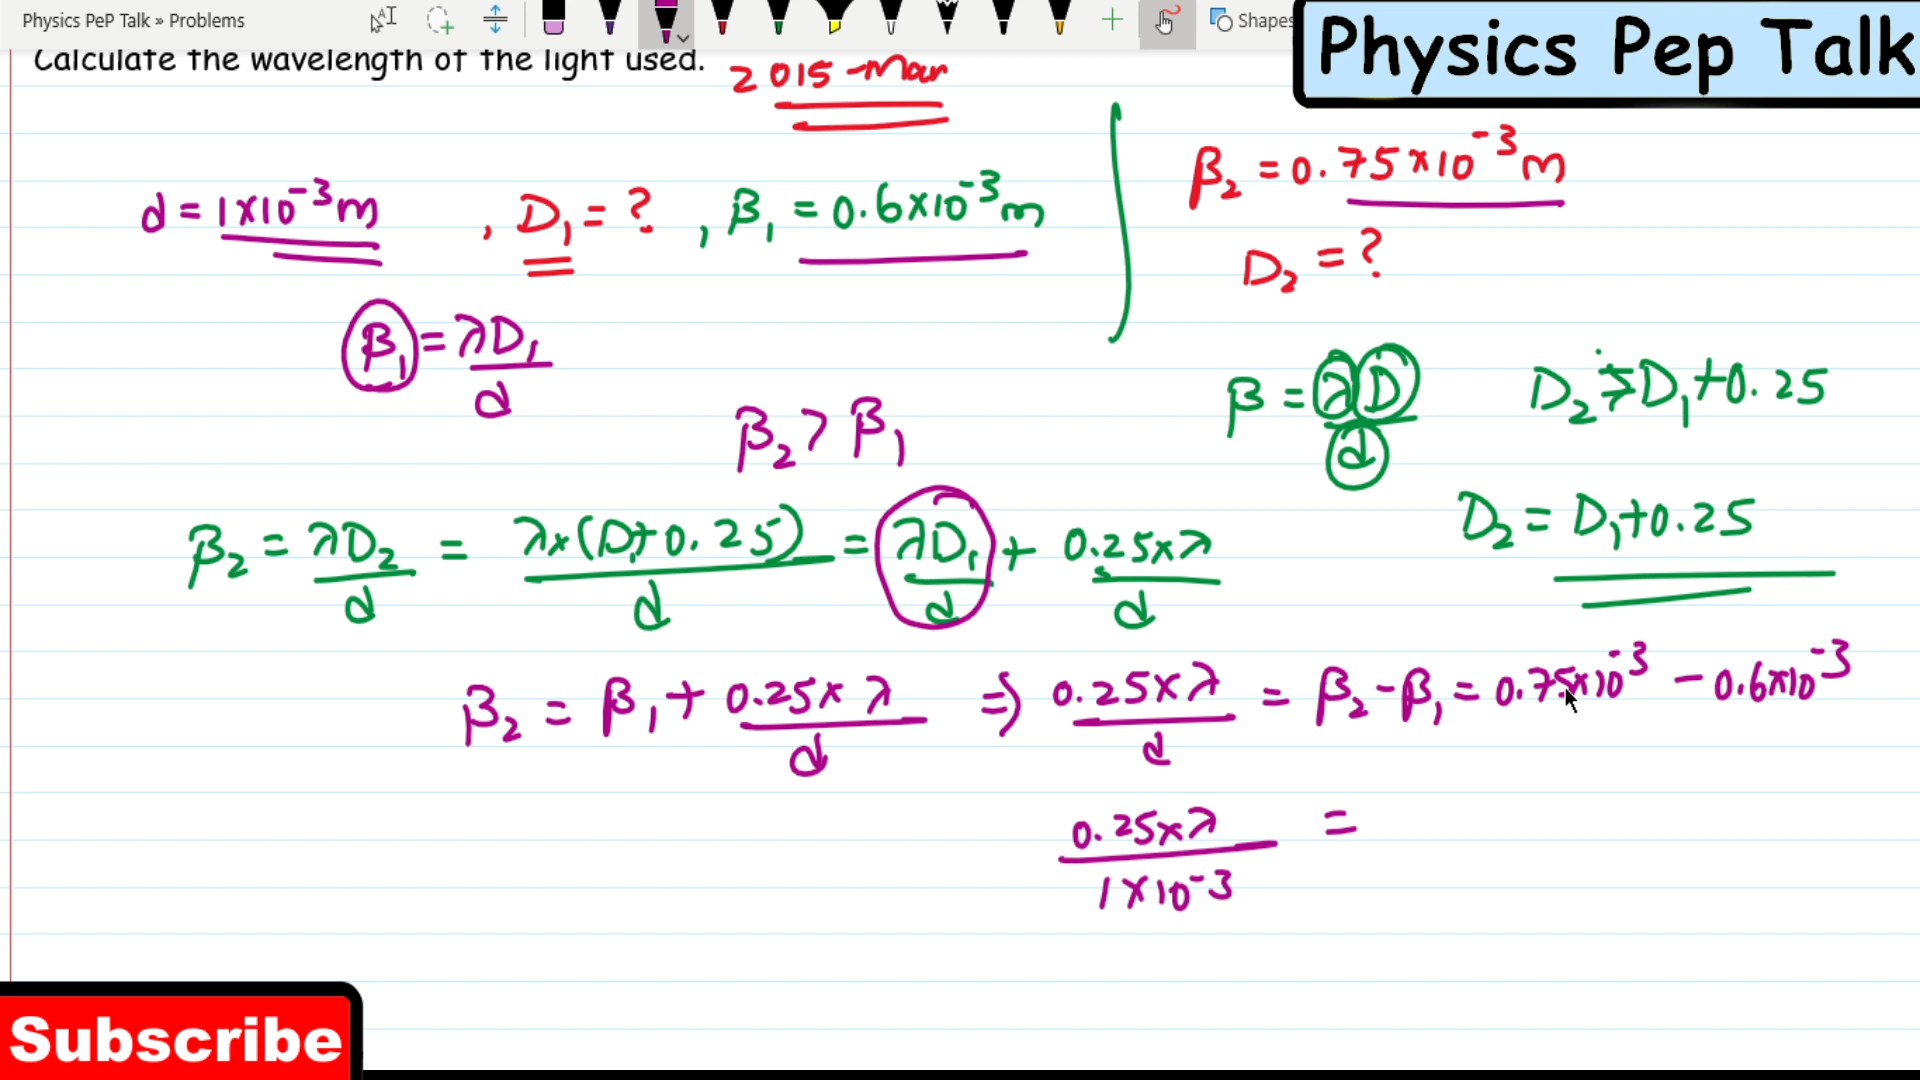 Physics PeP Talk » Problems
Shapes
Physics Pep Talk
Calculate the wavelength of the light used.
2015-Mar
d = 1×10⁻³m , D₁ = ? , β₁ = 0.6×10⁻³m
β₂ = 0.75×10⁻³m
D₂ = ?
β₁ = λD₁/d
β = λD/d
D₂ > D₁+0.25
β₂ > β₁
D₂ = D₁+0.25
β₂ = λD₂/d = λ×(D₁+0.25)/d = λD₁/d + 0.25×λ/d
β₂ = β₁ + 0.25×λ/d ⇒ 0.25×λ/d = β₂-β₁ = 0.75×10⁻³ - 0.6×10⁻³
0.25×λ/1×10⁻³ =
Subscribe